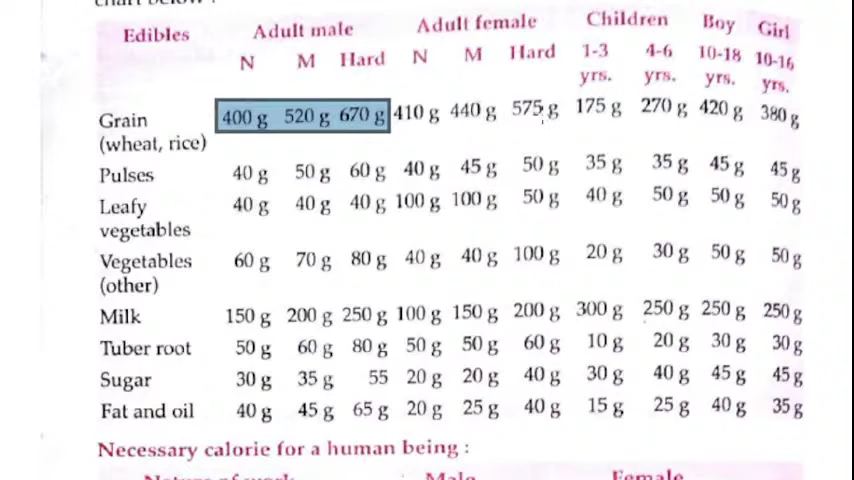 Edibles Adult male Adult female Children Boy Girl
N M Hard N M Hard 1-3 4-6 10-18 10-16
yrs. yrs. yrs. yrs.
Grain 400 g 520 g 670 g 410 g 440 g 575 g 175 g 270 g 420 g 380 g
(wheat, rice)
Pulses 40 g 50 g 60 g 40 g 45 g 50 g 35 g 35 g 45 g 45 g
Leafy 40 g 40 g 40 g 100 g 100 g 50 g 40 g 50 g 50 g 50 g
vegetables
Vegetables 60 g 70 g 80 g 40 g 40 g 100 g 20 g 30 g 50 g 50 g
(other)
Milk 150 g 200 g 250 g 100 g 150 g 200 g 300 g 250 g 250 g 250 g
Tuber root 50 g 60 g 80 g 50 g 50 g 60 g 10 g 20 g 30 g 30 g
Sugar 30 g 35 g 55 20 g 20 g 40 g 30 g 40 g 45 g 45 g
Fat and oil 40 g 45 g 65 g 20 g 25 g 40 g 15 g 25 g 40 g 35 g
Necessary calorie for a human being :
Male Female